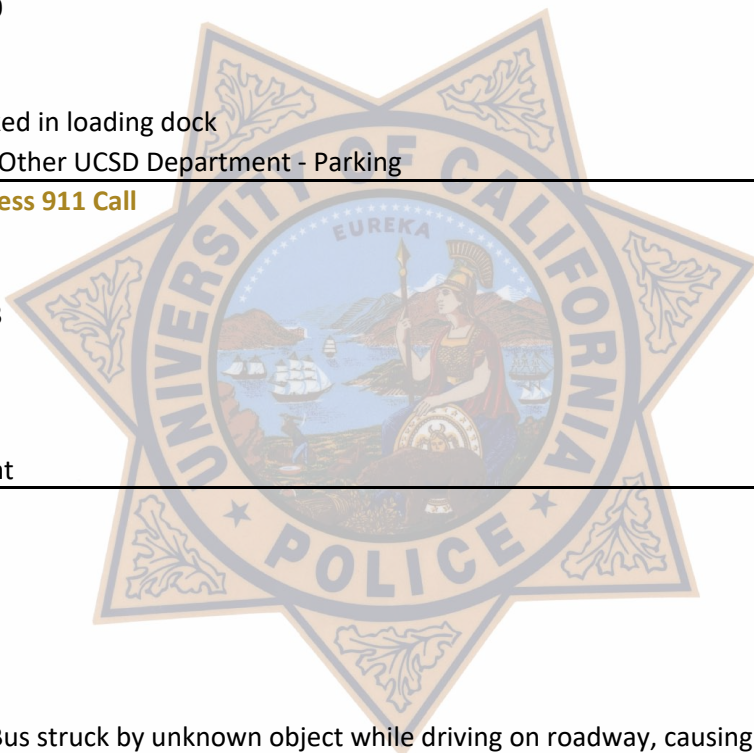 ed in loading dock
Other UCSD Department - Parking
ess 911 Call
UNIVERSITY OF CALIFORNIA
EUREKA
POLICE
Bus struck by unknown object while driving on roadway, causing